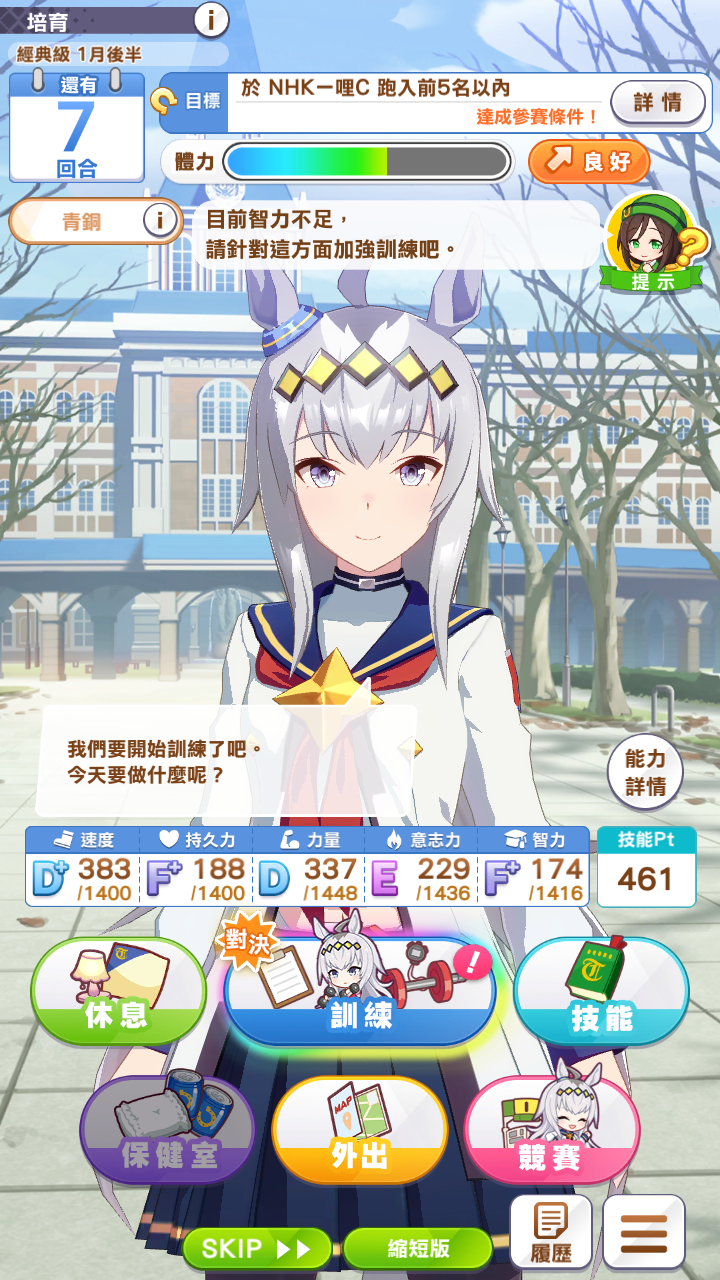 培育
i
經典級 1月後半
還有
7
回合
目標
於 NHK一哩C 跑入前5名以內
達成參賽條件！
詳情
體力
良好
青銅
i
目前智力不足，
請針對這方面加強訓練吧。
提示
我們要開始訓練了吧。
今天要做什麼呢？
能力
詳情
速度 持久力 力量 意志力 智力 技能Pt
D+ 383 F+ 188 D 337 E 229 F+ 174 461
/1400 /1400 /1448 /1436 /1416
對決
休息
訓練
技能
保健室
MAP
外出
競賽
SKIP
縮短版
履歷